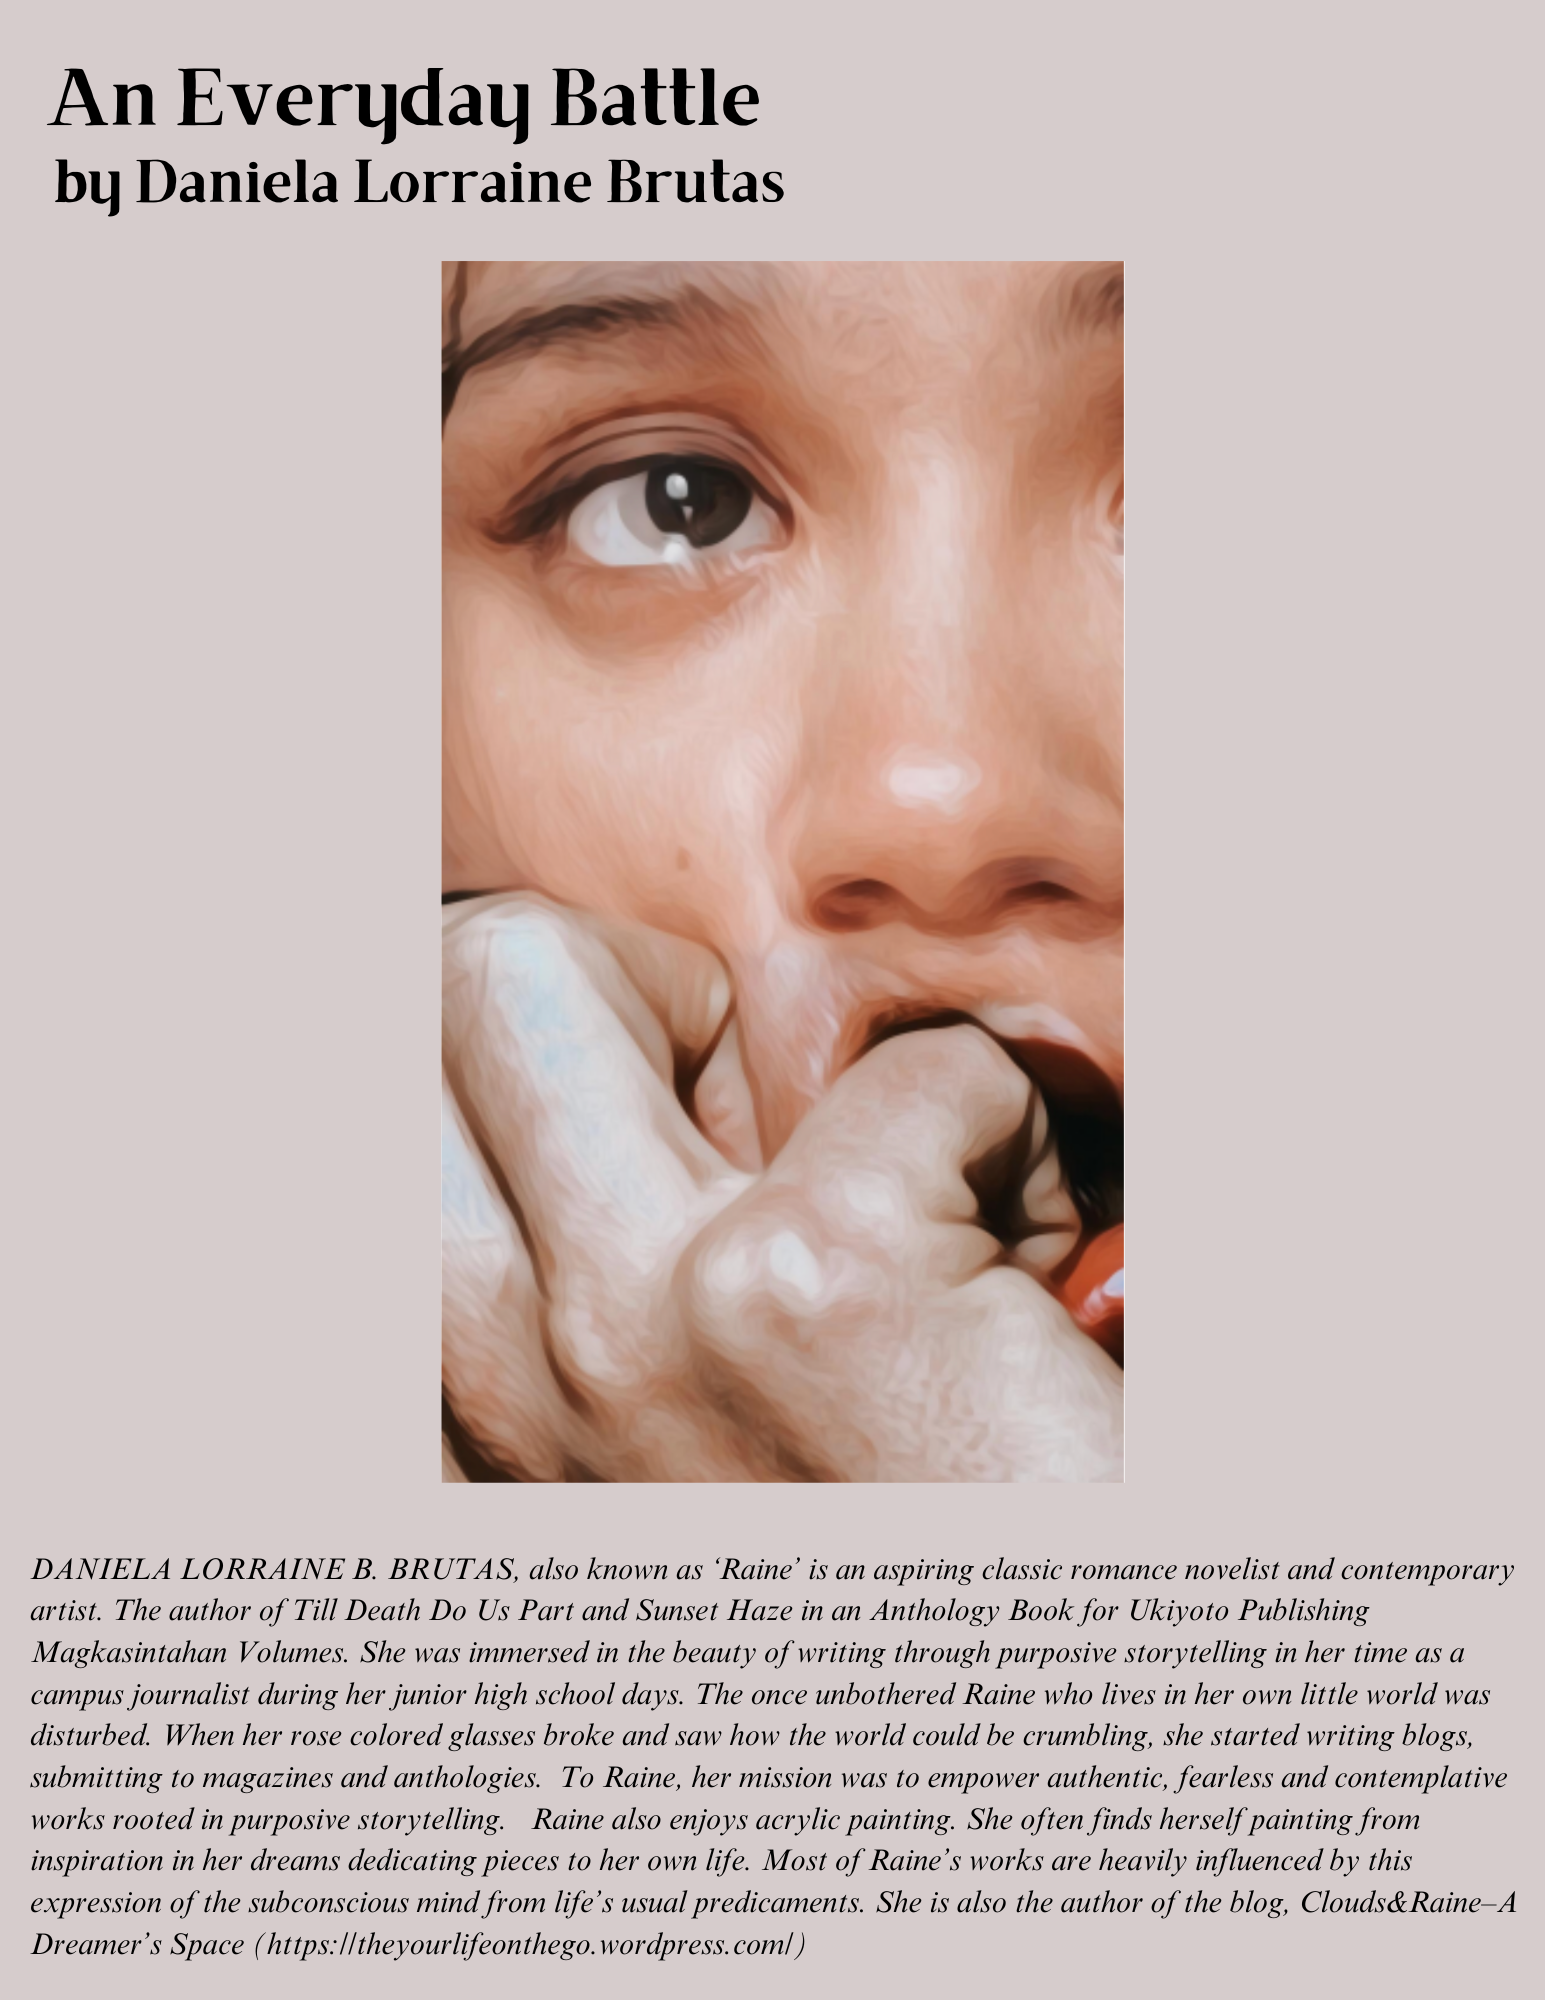 An Everyday Battle
by Daniela Lorraine Brutas
DANIELA LORRAINE B. BRUTAS, also known as ‘Raine’ is an aspiring classic romance novelist and contemporary
artist. The author of Till Death Do Us Part and Sunset Haze in an Anthology Book for Ukiyoto Publishing
Magkasintahan Volumes. She was immersed in the beauty of writing through purposive storytelling in her time as a
campus journalist during her junior high school days. The once unbothered Raine who lives in her own little world was
disturbed. When her rose colored glasses broke and saw how the world could be crumbling, she started writing blogs,
submitting to magazines and anthologies.  To Raine, her mission was to empower authentic, fearless and contemplative
works rooted in purposive storytelling.   Raine also enjoys acrylic painting. She often finds herself painting from
inspiration in her dreams dedicating pieces to her own life. Most of Raine’s works are heavily influenced by this
expression of the subconscious mind from life’s usual predicaments. She is also the author of the blog, Clouds&Raine–A
Dreamer’s Space (https://theyourlifeonthego.wordpress.com/)